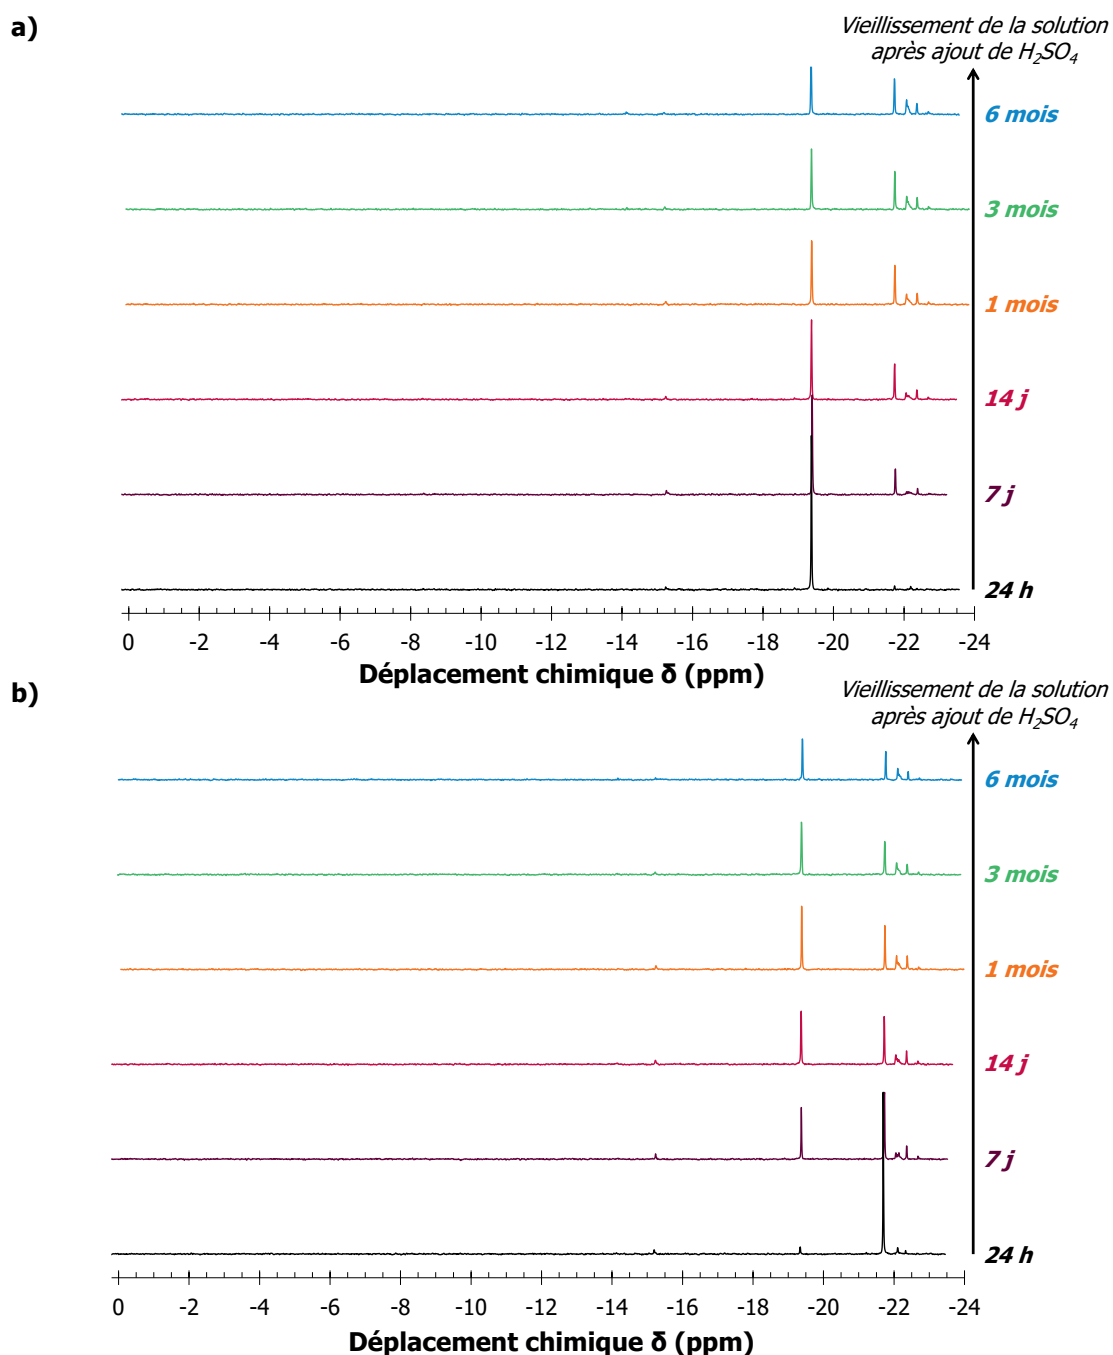 a)
Vieillissement de la solution
après ajout de H₂SO₄
6 mois
3 mois
1 mois
14 j
7 j
24 h
0 -2 -4 -6 -8 -10 -12 -14 -16 -18 -20 -22 -24
Déplacement chimique δ (ppm)
b)
Vieillissement de la solution
après ajout de H₂SO₄
6 mois
3 mois
1 mois
14 j
7 j
24 h
0 -2 -4 -6 -8 -10 -12 -14 -16 -18 -20 -22 -24
Déplacement chimique δ (ppm)